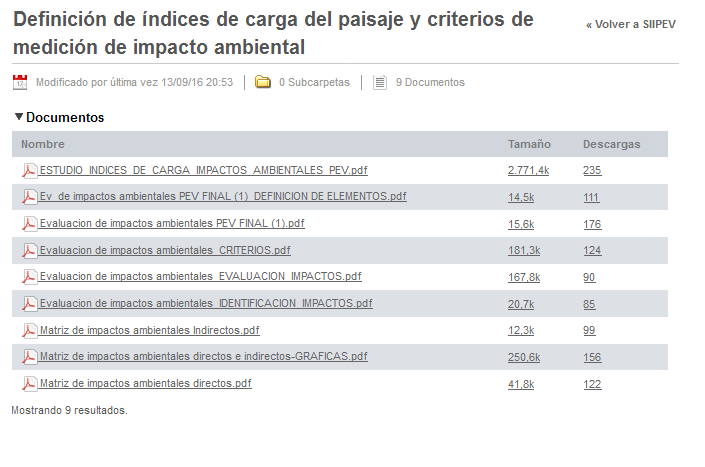 Definición de índices de carga del paisaje y criterios de
medición de impacto ambiental
« Volver a SIIPEV
Modificado por última vez 13/09/16 20:53 0 Subcarpetas 9 Documentos
Documentos
Nombre Tamaño Descargas
ESTUDIO_INDICES_DE_CARGA_IMPACTOS_AMBIENTALES_PEV.pdf 2.771,4k 235
Ev_de impactos ambientales PEV FINAL (1)_DEFINICION DE ELEMENTOS.pdf 14,5k 111
Evaluacion de impactos ambientales PEV FINAL (1).pdf 15,6k 176
Evaluacion de impactos ambientales_CRITERIOS.pdf 181,3k 124
Evaluacion de impactos ambientales_EVALUACION_IMPACTOS.pdf 167,8k 90
Evaluacion de impactos ambientales_IDENTIFICACION_IMPACTOS.pdf 20,7k 85
Matriz de impactos ambientales Indirectos.pdf 12,3k 99
Matriz de impactos ambientales directos e indirectos-GRAFICAS.pdf 250,6k 156
Matriz de impactos ambientales directos.pdf 41,8k 122
Mostrando 9 resultados.